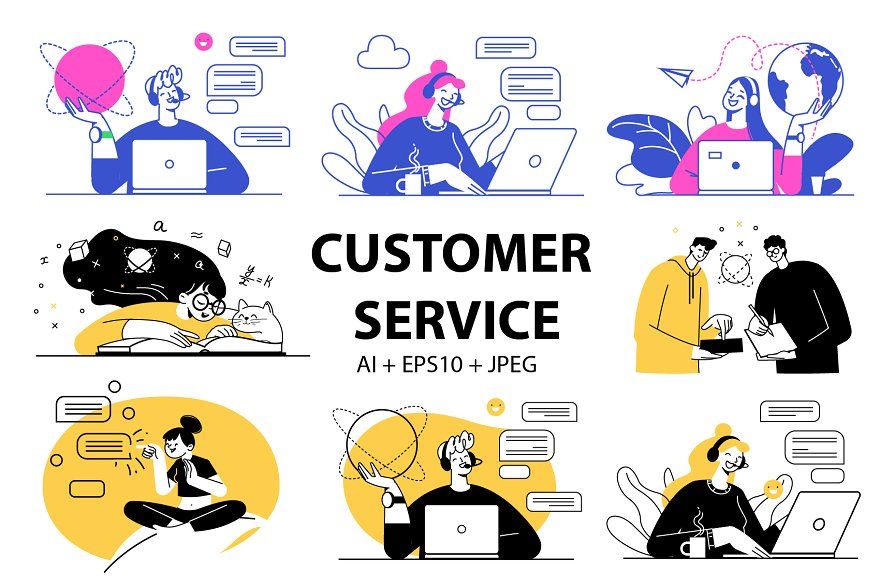 a
x
a
y/x = K
CUSTOMER
SERVICE
AI + EPS10 + JPEG